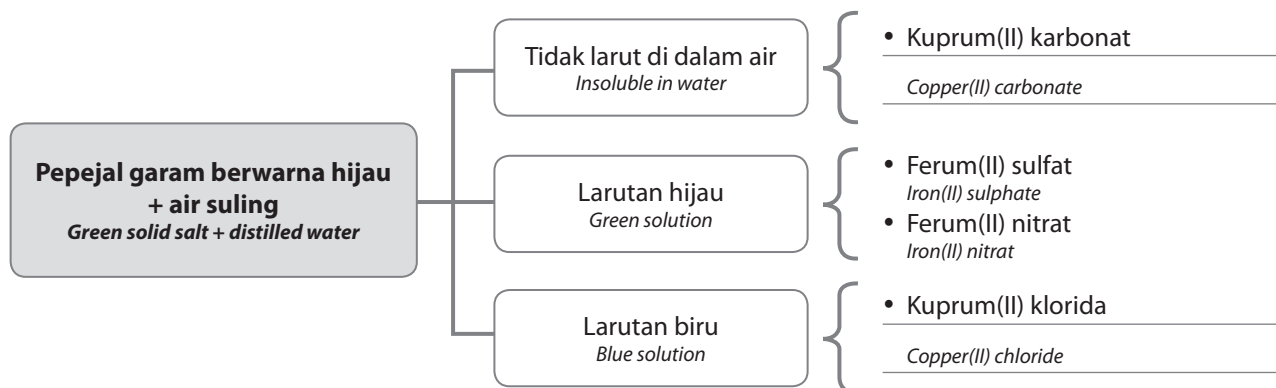 Pepejal garam berwarna hijau
+ air suling
Green solid salt + distilled water
Tidak larut di dalam air
Insoluble in water
• Kuprum(II) karbonat
Copper(II) carbonate
Larutan hijau
Green solution
• Ferum(II) sulfat
Iron(II) sulphate
• Ferum(II) nitrat
Iron(II) nitrat
Larutan biru
Blue solution
• Kuprum(II) klorida
Copper(II) chloride